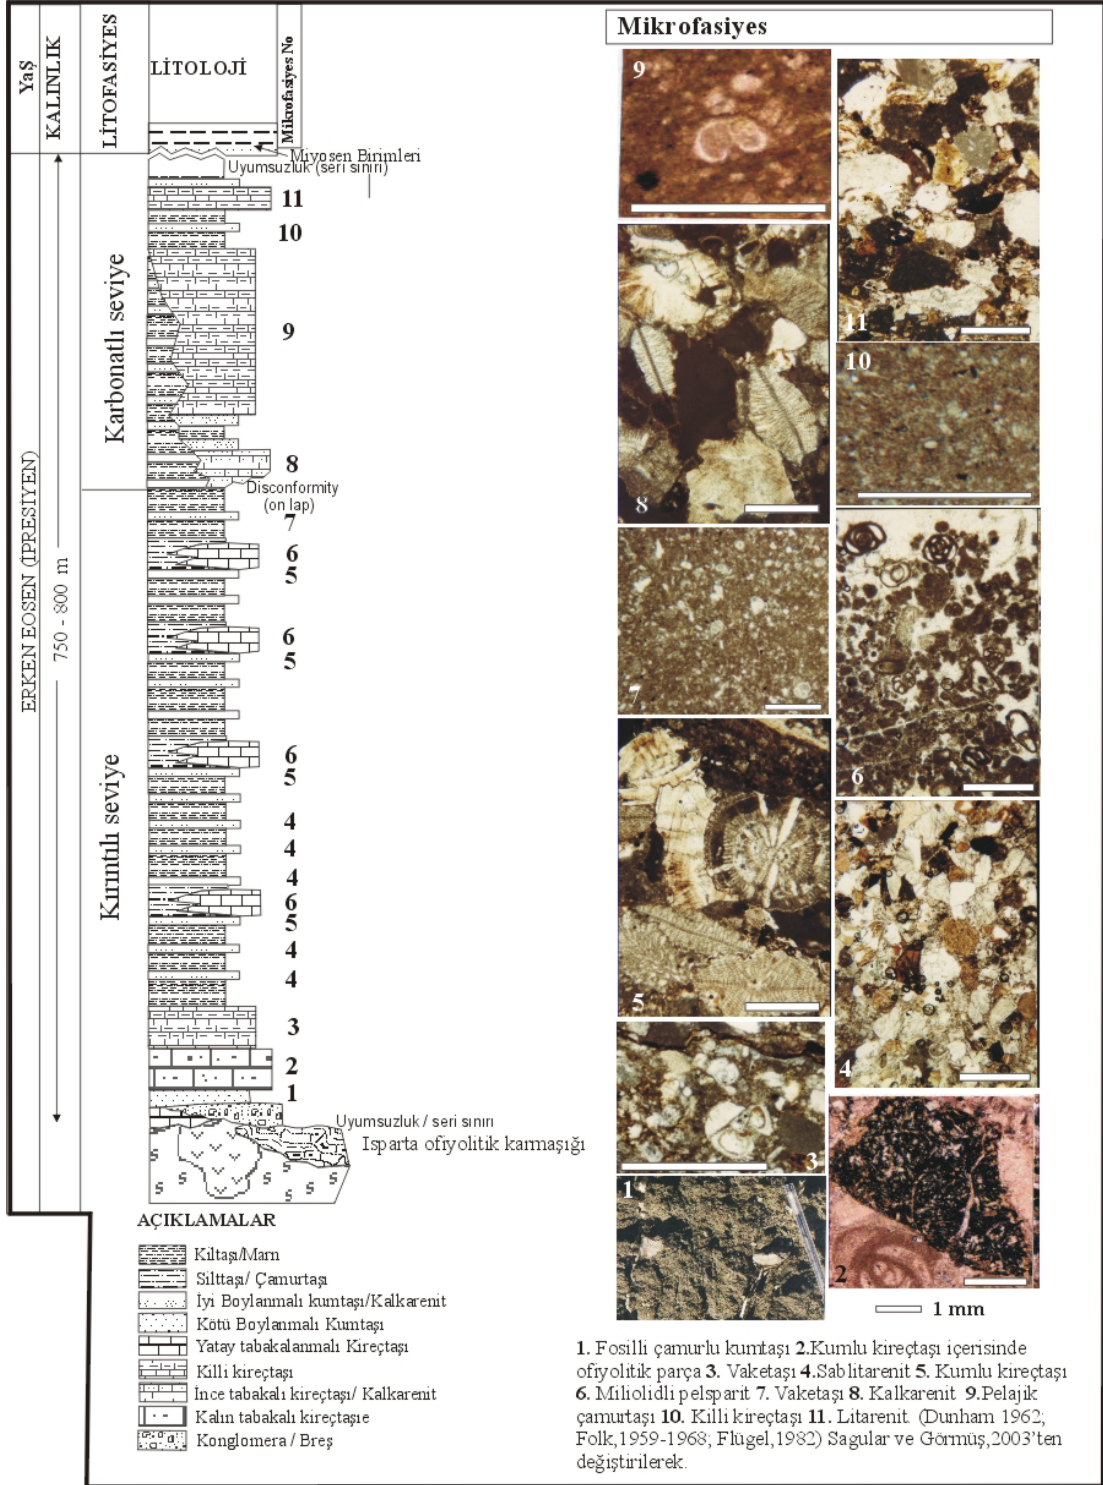 YaŞ
KALINLIK
LİTOFASİYES
LİTOLOJİ
Mikrofasiyes No
Miyosen Birimleri
Uyumsuzluk (seri sınırı)
11
10
9
8
Disconformity
(on lap)
7
6
5
6
5
6
5
4
4
4
6
5
4
4
3
2
1
ERKEN EOSEN (IPRESIYEN)
750 - 800 m
Karbonatlı seviye
Kırıntılı seviye
Uyumsuzluk / seri sınırı
Isparta ofiyolitik karmaşığı
AÇIKLAMALAR
Kiltaşı/Marn
Silttaşı/ Çamurtaşı
İyi Boylanmalı kumtaşı/Kalkarenit
Kötü Boylanmalı Kumtaşı
Yatay tabakalanmalı Kireçtaşı
Killi kireçtaşı
İnce tabakalı kireçtaşı/ Kalkarenit
Kalın tabakalı kireçtaşıe
Konglomera / Breş
Mikrofasiyes
9
11
8
10
7
6
5
4
3
1
2
1 mm
1. Fosilli çamurlu kumtaşı 2.Kumlu kireçtaşı içerisinde
ofiyolitik parça 3. Vaketaşı 4.Sablitarenit 5. Kumlu kireçtaşı
6. Miliolidli pelsparit 7. Vaketaşı 8. Kalkarenit 9.Pelajik
çamurtaşı 10. Killi kireçtaşı 11. Litarenit. (Dunham 1962;
Folk,1959-1968; Flügel,1982) Sagular ve Görmüş,2003'ten
değiştirilerek.